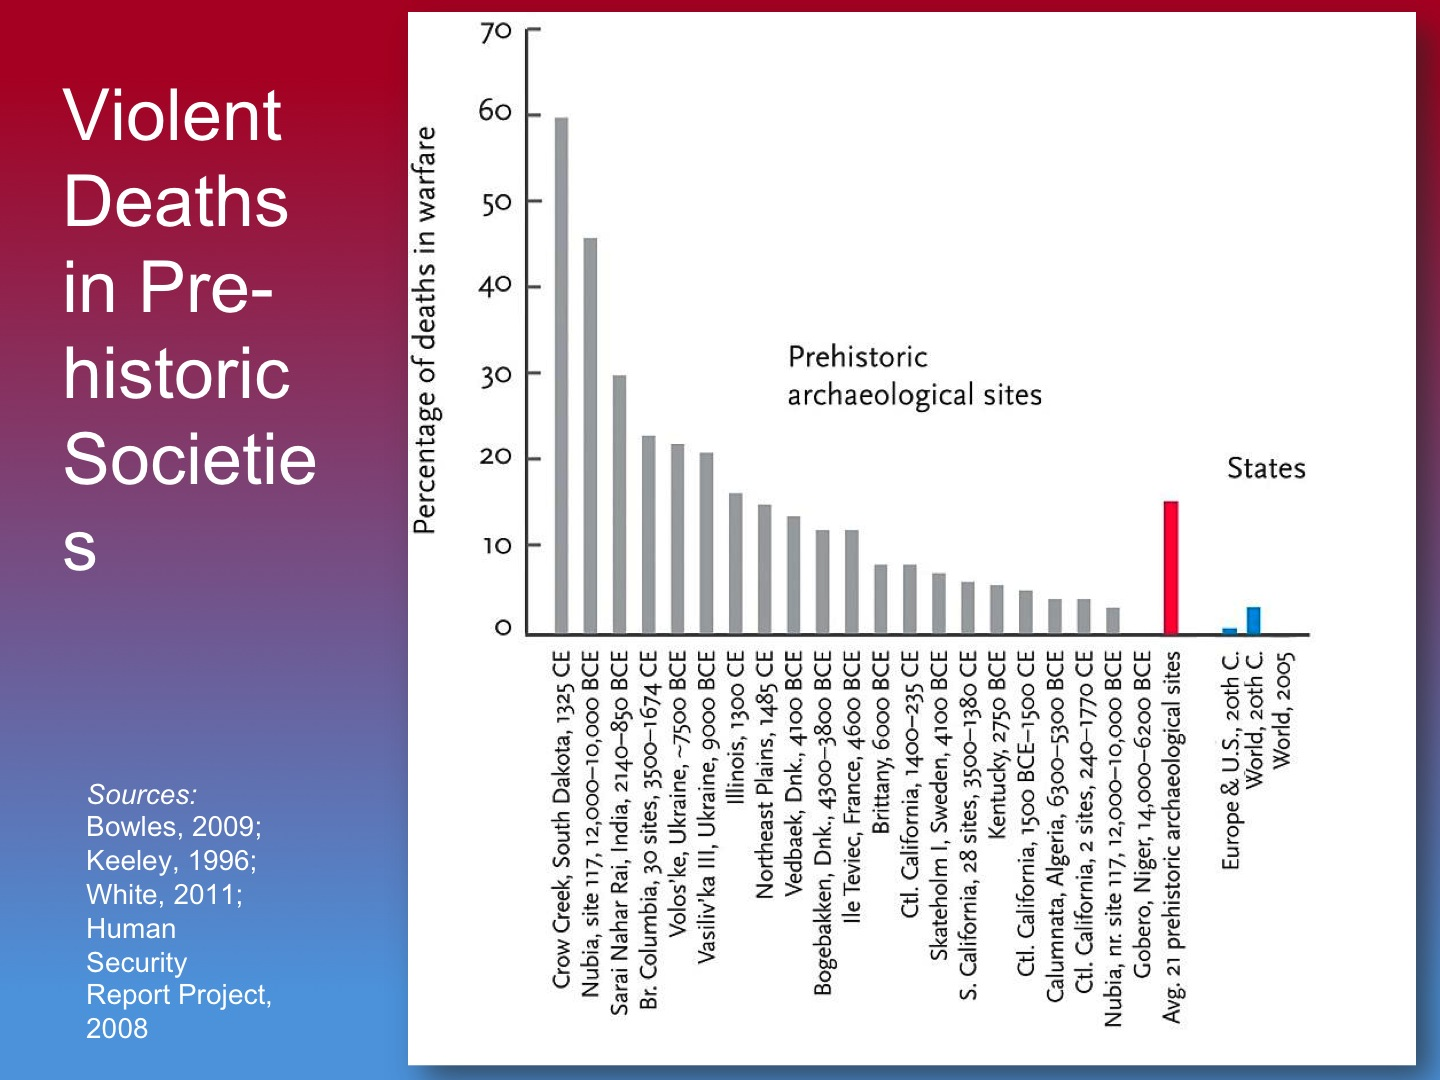 Violent
Deaths
in Pre-
historic
Societie
s
Sources:
Bowles, 2009;
Keeley, 1996;
White, 2011;
Human
Security
Report Project,
2008
Percentage of deaths in warfare
70
60
50
40
30
20
10
0
Prehistoric
archaeological sites
States
Crow Creek, South Dakota, 1325 CE
Nubia, site 117, 12,000–10,000 BCE
Sarai Nahar Rai, India, 2140–850 BCE
Br. Columbia, 30 sites, 3500–1674 CE
Volos'ke, Ukraine, ~7500 BCE
Vasiliv'ka III, Ukraine, 9000 BCE
Illinois, 1300 CE
Northeast Plains, 1485 CE
Vedbaek, Dnk., 4100 BCE
Bogebakken, Dnk., 4300–3800 BCE
Ile Teviec, France, 4600 BCE
Brittany, 6000 BCE
Ctl. California, 1400–235 CE
Skateholm I, Sweden, 4100 BCE
S. California, 28 sites, 3500–1380 CE
Kentucky, 2750 BCE
Ctl. California, 1500 BCE–1500 CE
Calumnata, Algeria, 6300–5300 BCE
Ctl. California, 2 sites, 240–1770 CE
Nubia, nr. site 117, 12,000–10,000 BCE
Gobero, Niger, 14,000–6200 BCE
Avg. 21 prehistoric archaeological sites
Europe & U.S., 20th C.
World, 20th C.
World, 2005